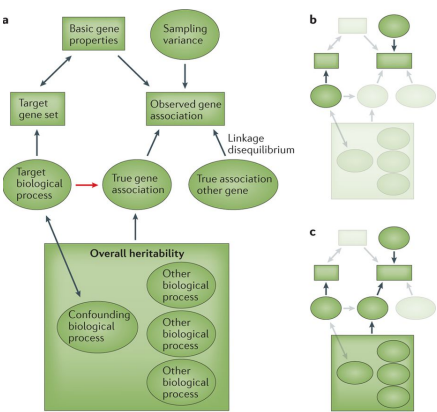 a
Basic gene
properties
Sampling
variance
Target
gene set
Observed gene
association
Linkage
disequilibrium
Target
biological
process
True gene
association
True association
other gene
Overall heritability
Confounding
biological
process
Other
biological
process
Other
biological
process
Other
biological
process
b
c